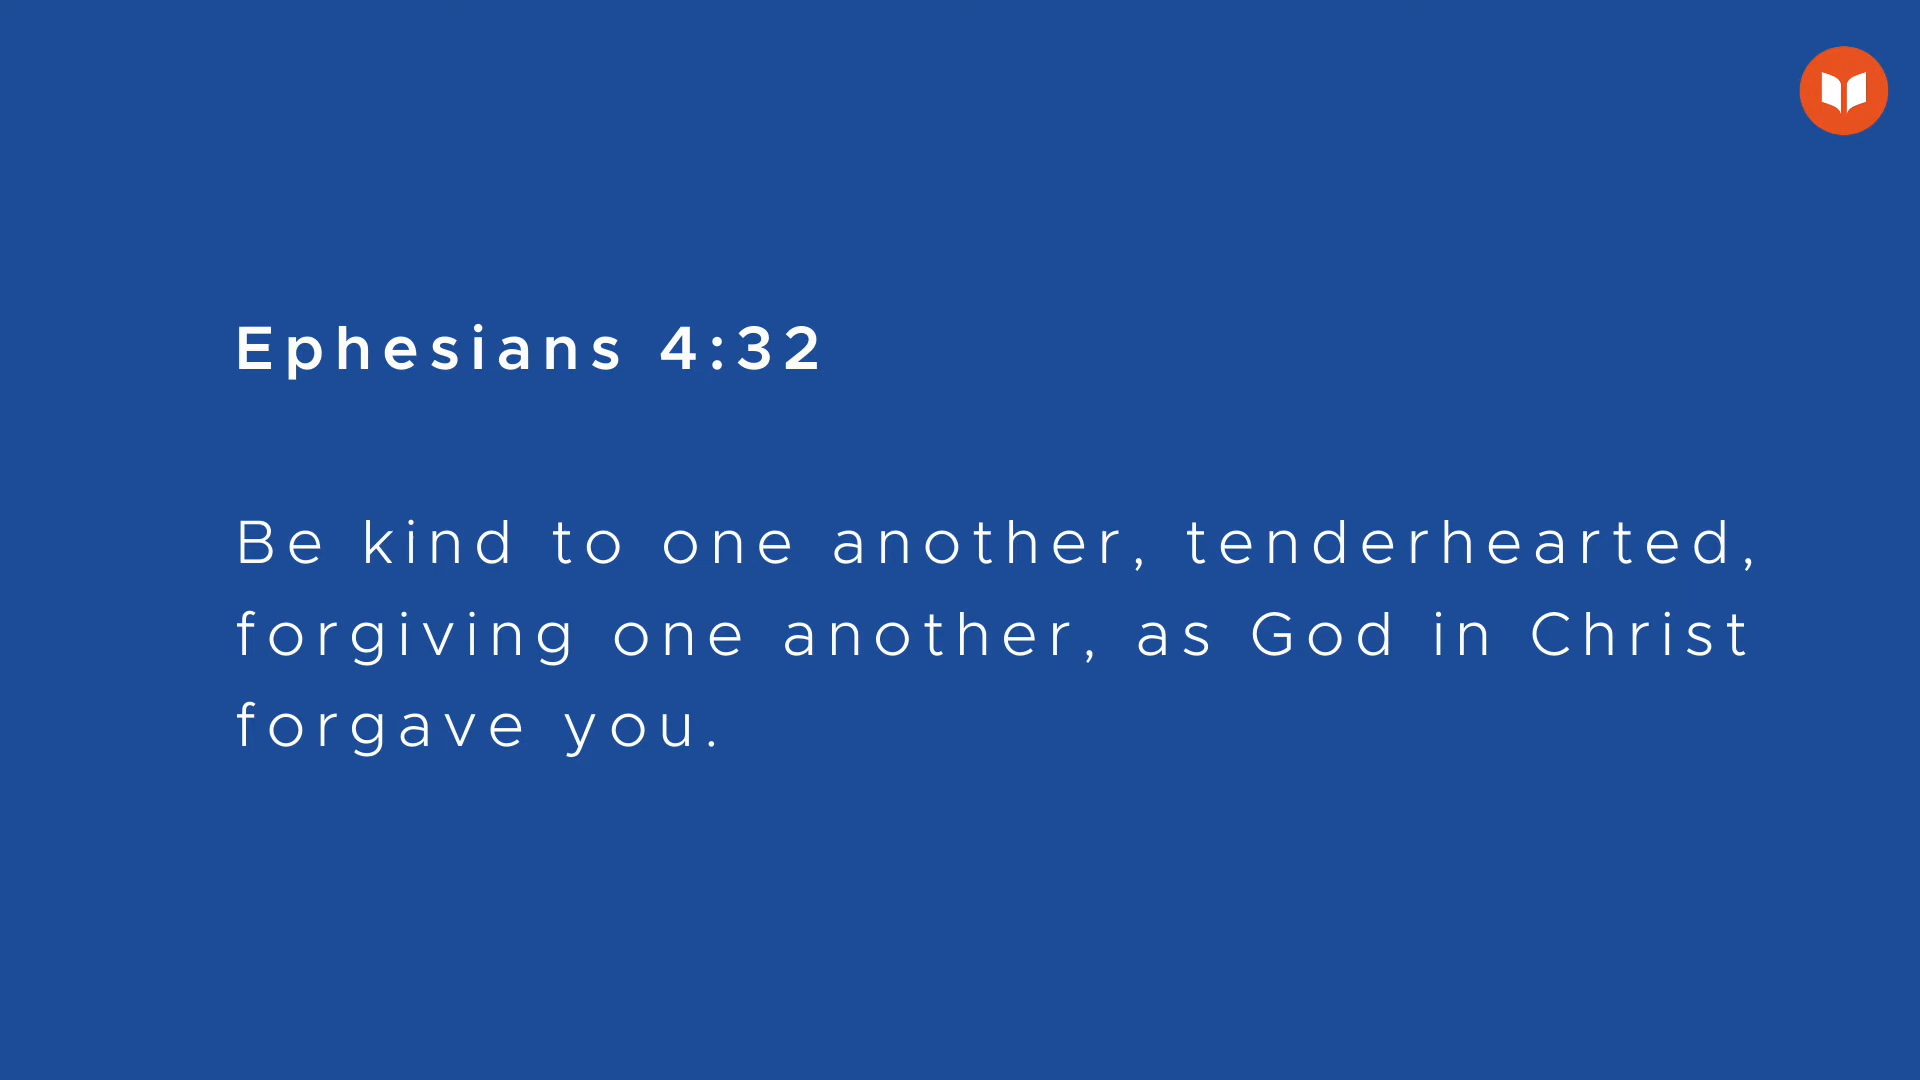 Ephesians 4:32
Be kind to one another, tenderhearted,
forgiving one another, as God in Christ
forgave you.